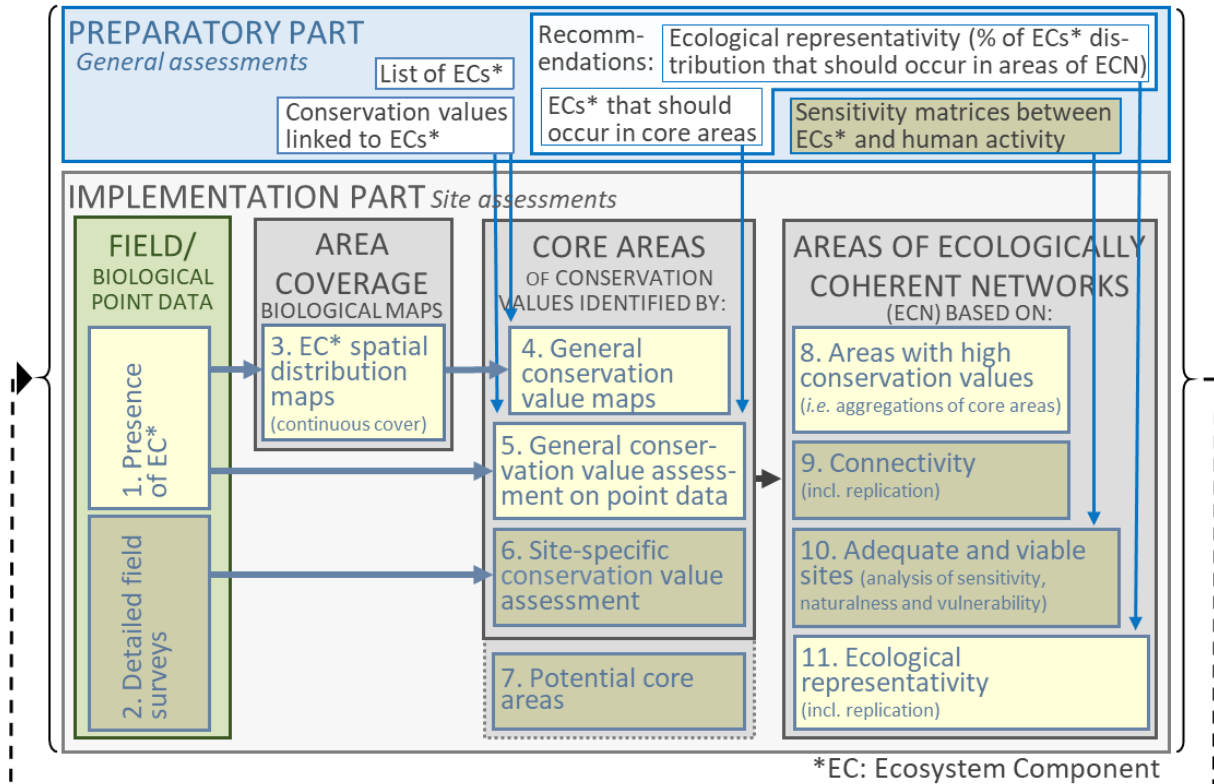 PREPARATORY PART
General assessments
List of ECs*
Conservation values
linked to ECs*
Recomm-
endations:
Ecological representativity (% of ECs* dis-
tribution that should occur in areas of ECN)
ECs* that should
occur in core areas
Sensitivity matrices between
ECs* and human activity
IMPLEMENTATION PART Site assessments
FIELD/
BIOLOGICAL
POINT DATA
1. Presence
of EC*
2. Detailed field
surveys
AREA
COVERAGE
BIOLOGICAL MAPS
3. EC* spatial
distribution
maps
(continuous cover)
CORE AREAS
OF CONSERVATION
VALUES IDENTIFIED BY:
4. General
conservation
value maps
5. General conser-
vation value assess-
ment on point data
6. Site-specific
conservation value
assessment
7. Potential core
areas
AREAS OF ECOLOGICALLY
COHERENT NETWORKS
(ECN) BASED ON:
8. Areas with high
conservation values
(i.e. aggregations of core areas)
9. Connectivity
(incl. replication)
10. Adequate and viable
sites (analysis of sensitivity,
naturalness and vulnerability)
11. Ecological
representativity
(incl. replication)
*EC: Ecosystem Component